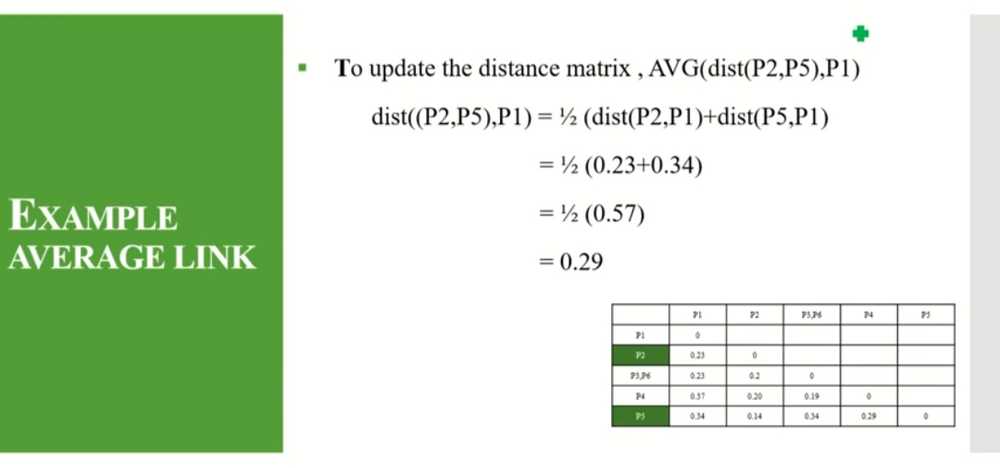 EXAMPLE
AVERAGE LINK
▪ To update the distance matrix , AVG(dist(P2,P5),P1)
dist((P2,P5),P1) = ½ (dist(P2,P1)+dist(P5,P1)
= ½ (0.23+0.34)
= ½ (0.57)
= 0.29
P1 P2 P3,P6 P4 P5
P1 0
P2 0.23 0
P3,P6 0.23 0.2 0
P4 0.37 0.20 0.19 0
P5 0.34 0.14 0.34 0.29 0